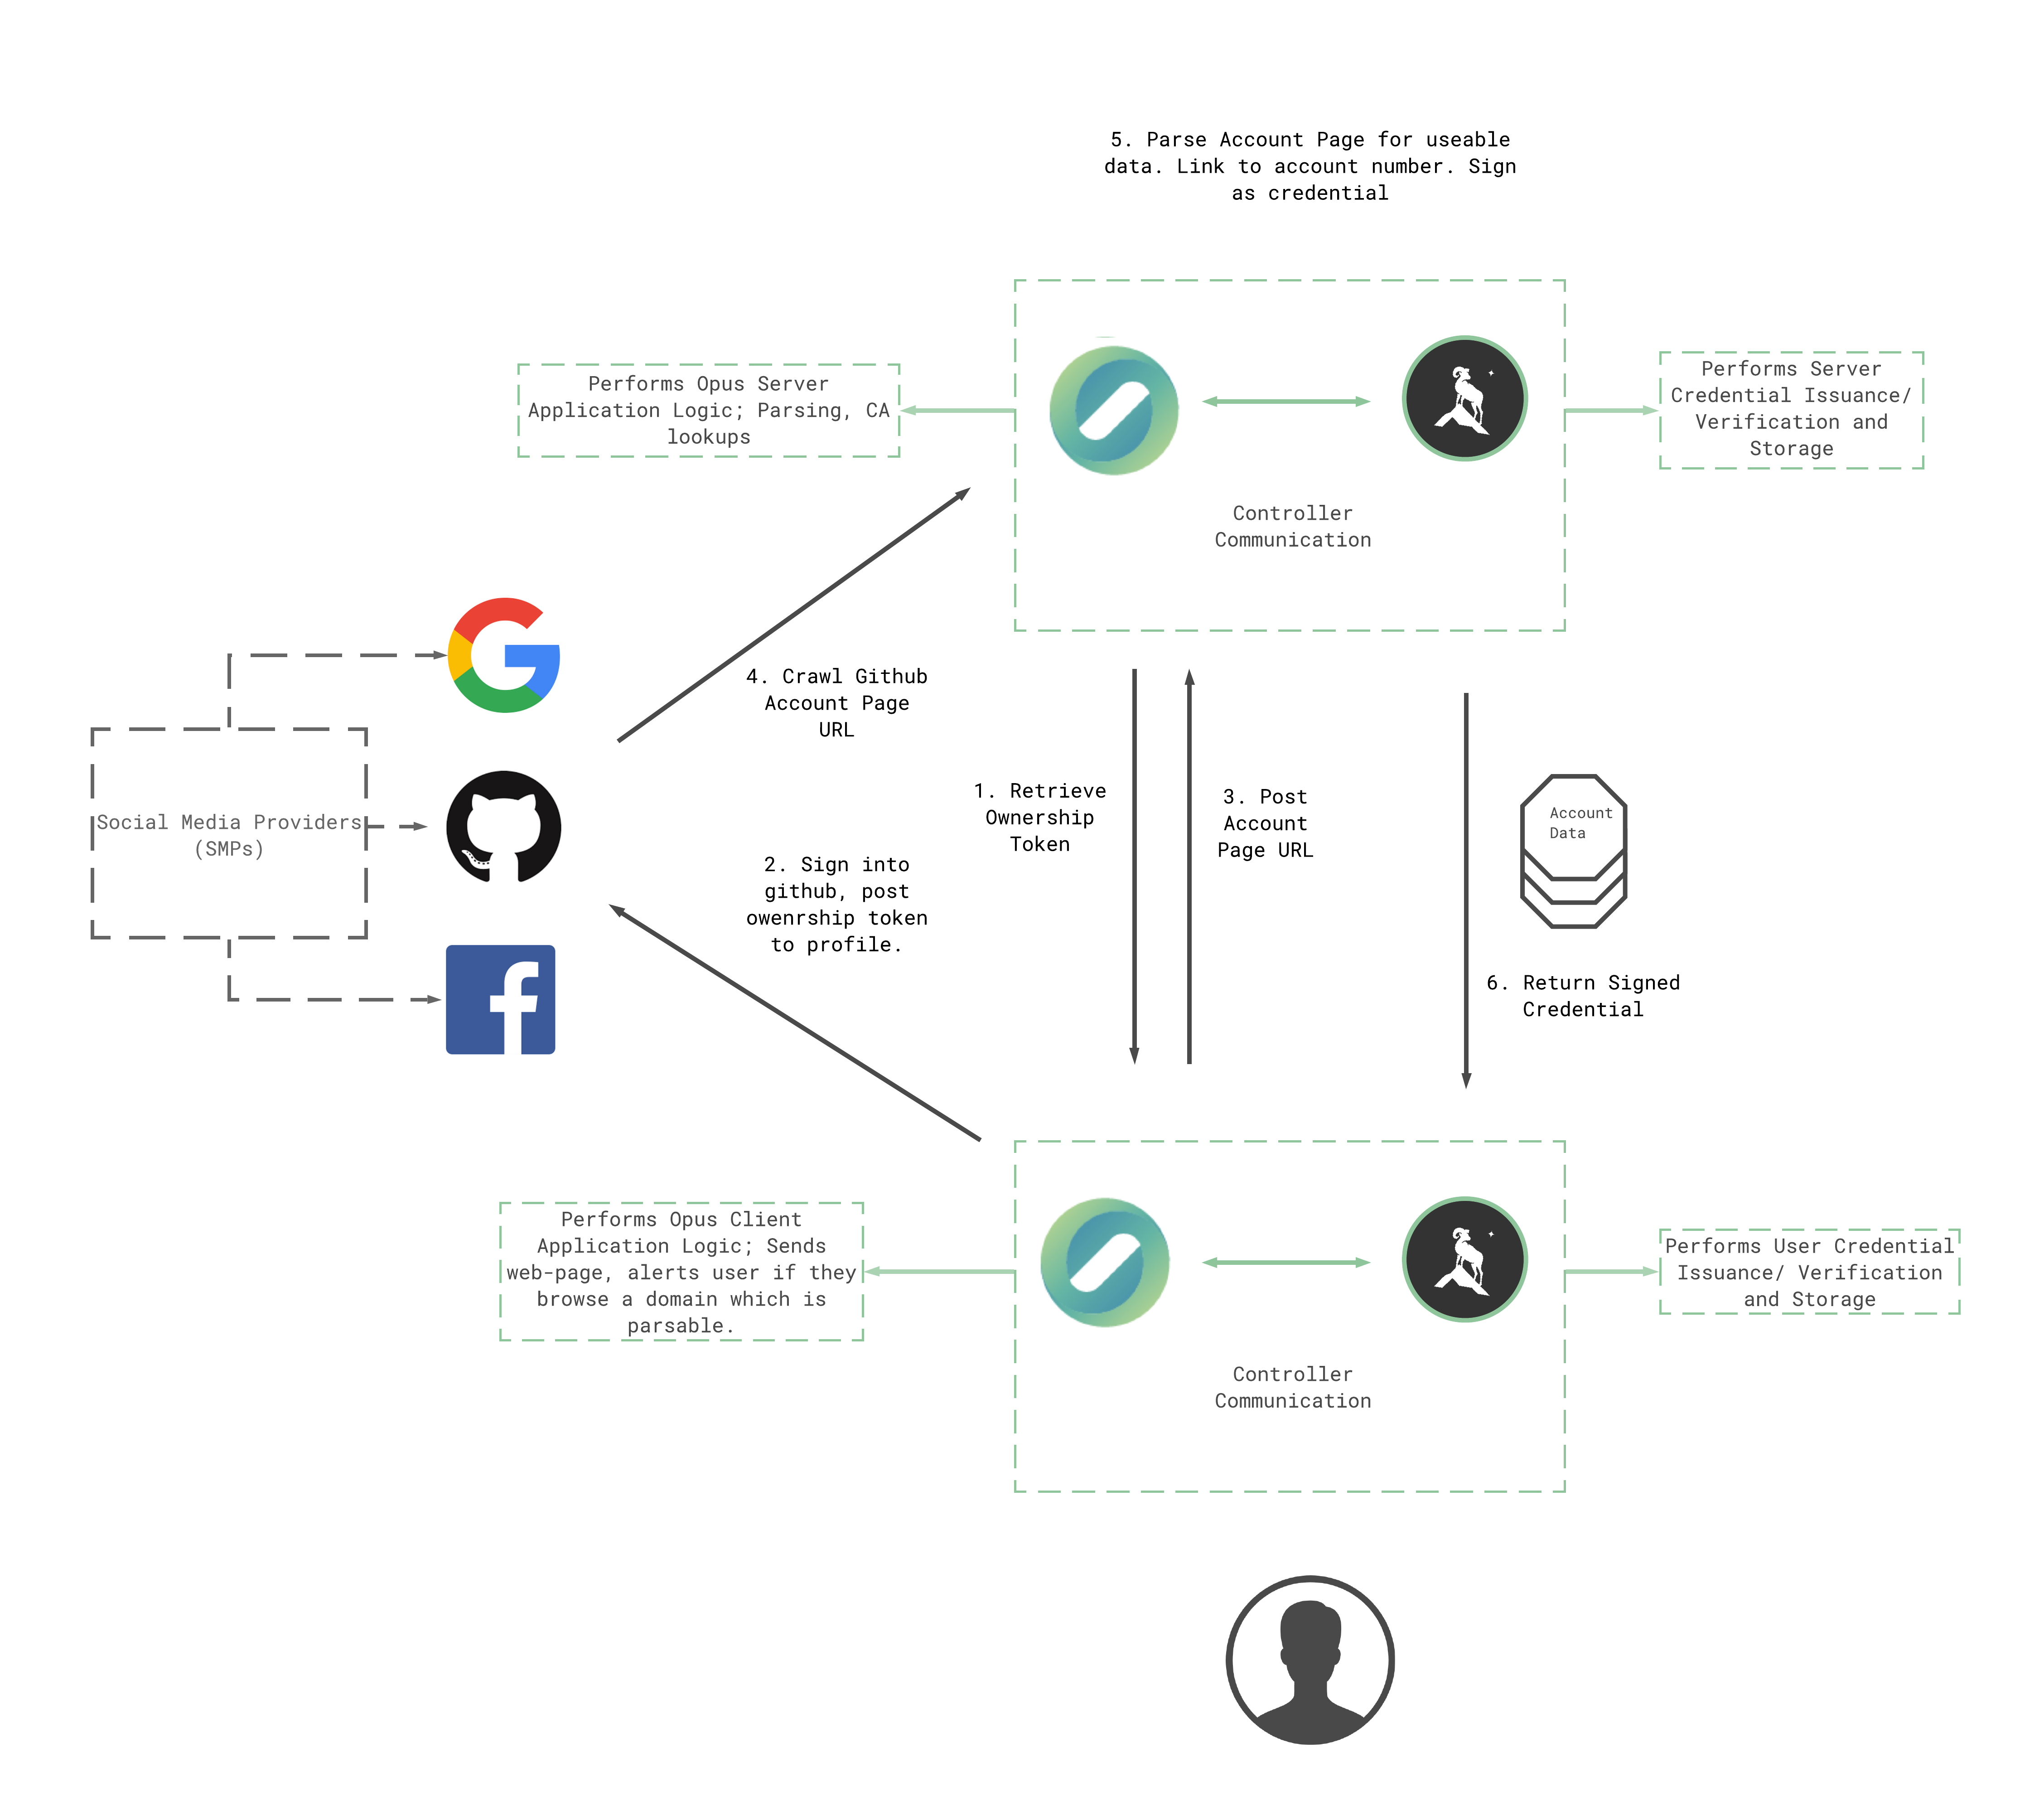 5. Parse Account Page for useable
data. Link to account number. Sign
as credential
Performs Opus Server
Application Logic; Parsing, CA
lookups
Performs Server
Credential Issuance/
Verification and
Storage
Controller
Communication
4. Crawl Github
Account Page
URL
Social Media Providers
(SMPs)
1. Retrieve
Ownership
Token
3. Post
Account
Page URL
Account
Data
2. Sign into
github, post
owenrship token
to profile.
6. Return Signed
Credential
Performs Opus Client
Application Logic; Sends
web-page, alerts user if they
browse a domain which is
parsable.
Performs User Credential
Issuance/ Verification
and Storage
Controller
Communication